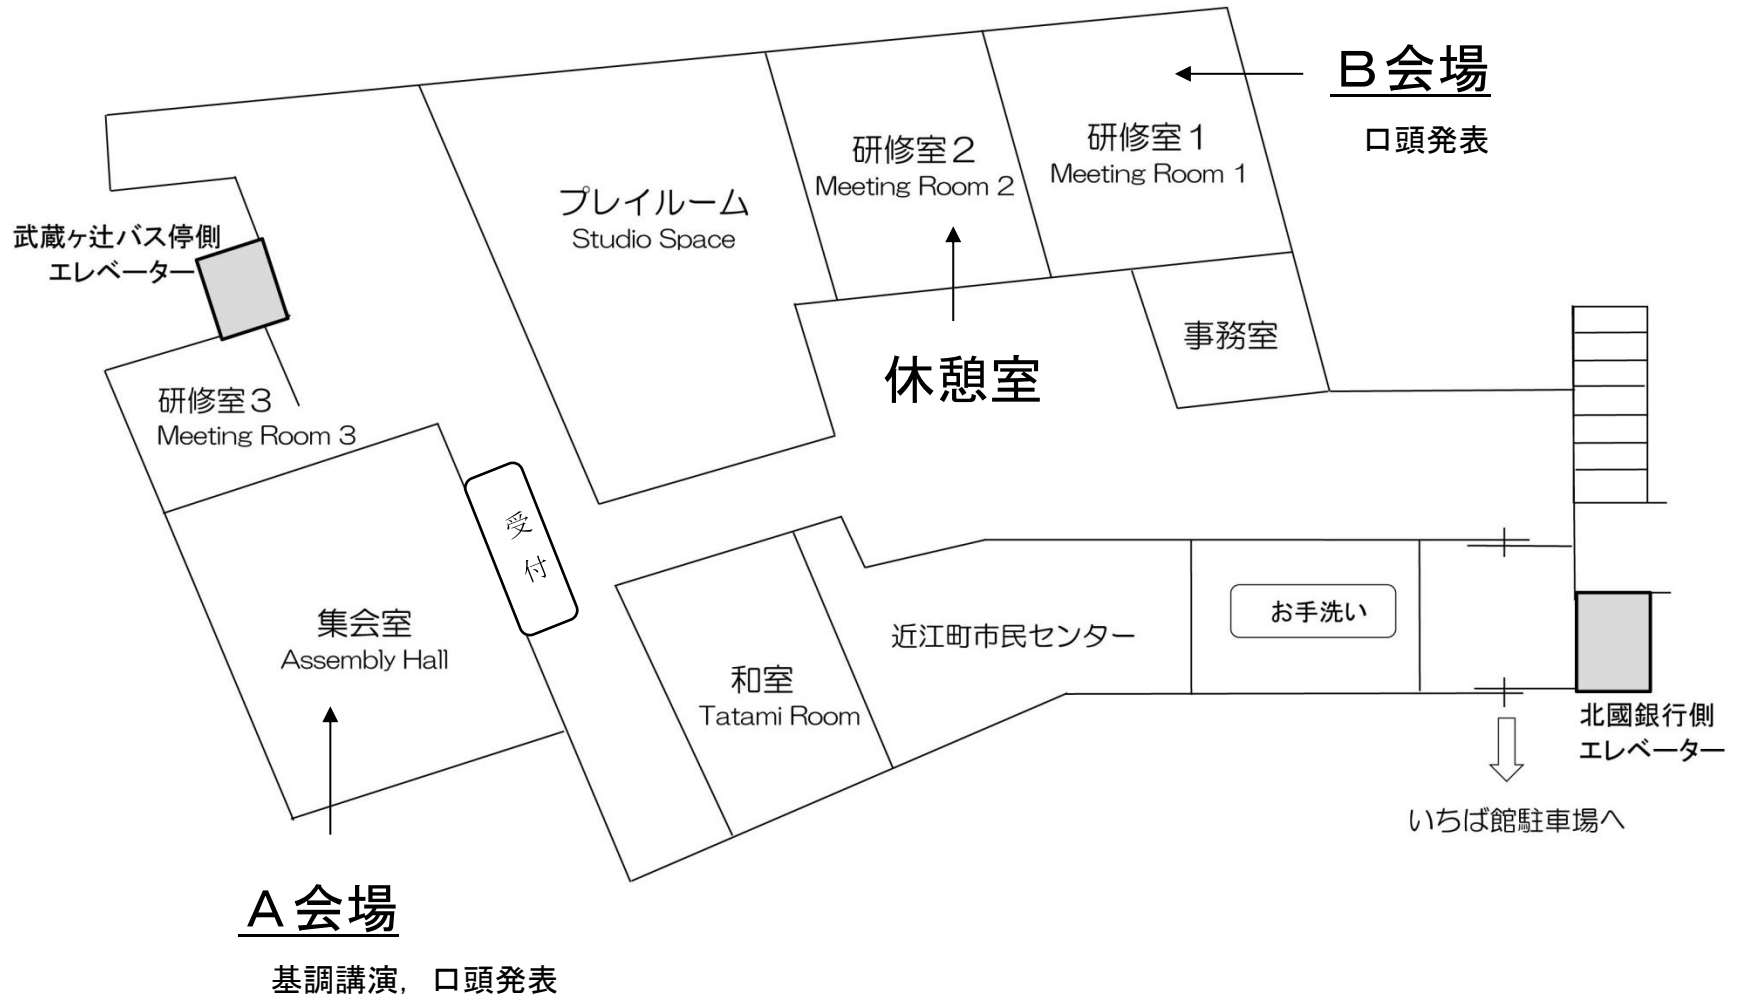 B会場
口頭発表
研修室1
Meeting Room 1
研修室2
Meeting Room 2
プレイルーム
Studio Space
武蔵ヶ辻バス停側
エレベーター
事務室
休憩室
研修室3
Meeting Room 3
受
付
集会室
Assembly Hall
お手洗い
近江町市民センター
和室
Tatami Room
北國銀行側
エレベーター
いちば館駐車場へ
A会場
基調講演，口頭発表